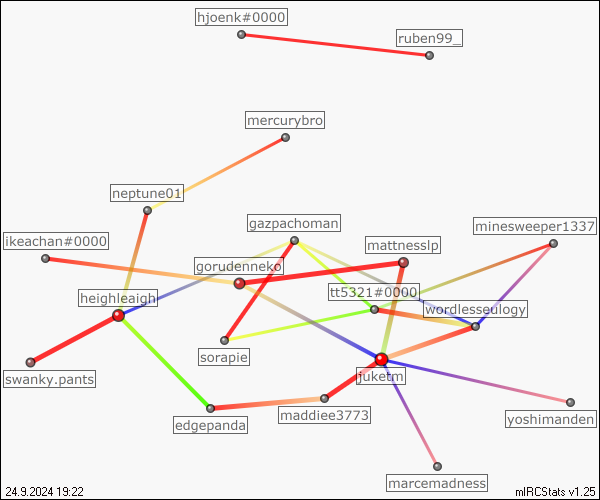 hjoenk#0000
ruben99_
mercurybro
neptune01
gazpachoman
minesweeper1337
ikeachan#0000
mattnesslp
gorudenneko
tt5321#0000
heighleaigh
wordlesseulogy
sorapie
juketm
swanky.pants
maddiee3773
edgepanda
yoshimanden
marcemadness
24.9.2024 19:22
mIRCStats v1.25